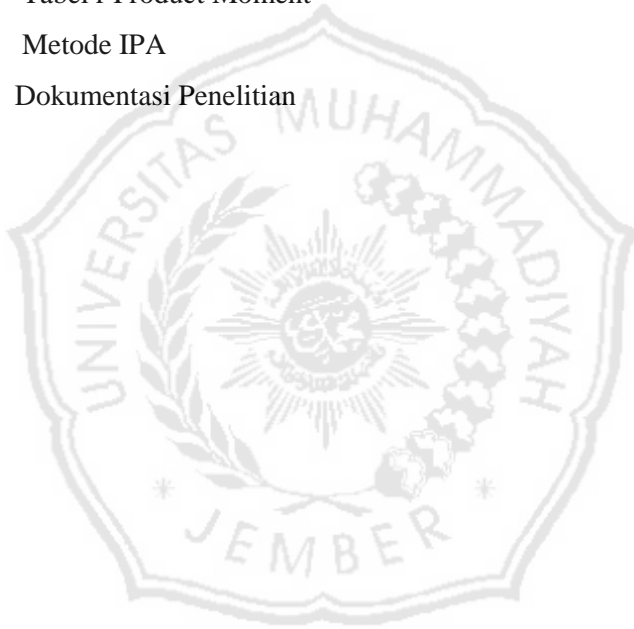 Tabel r Product Moment
Metode IPA
Dokumentasi Penelitian
UNIVERSITAS MUHAMMADIYAH
JEMBER